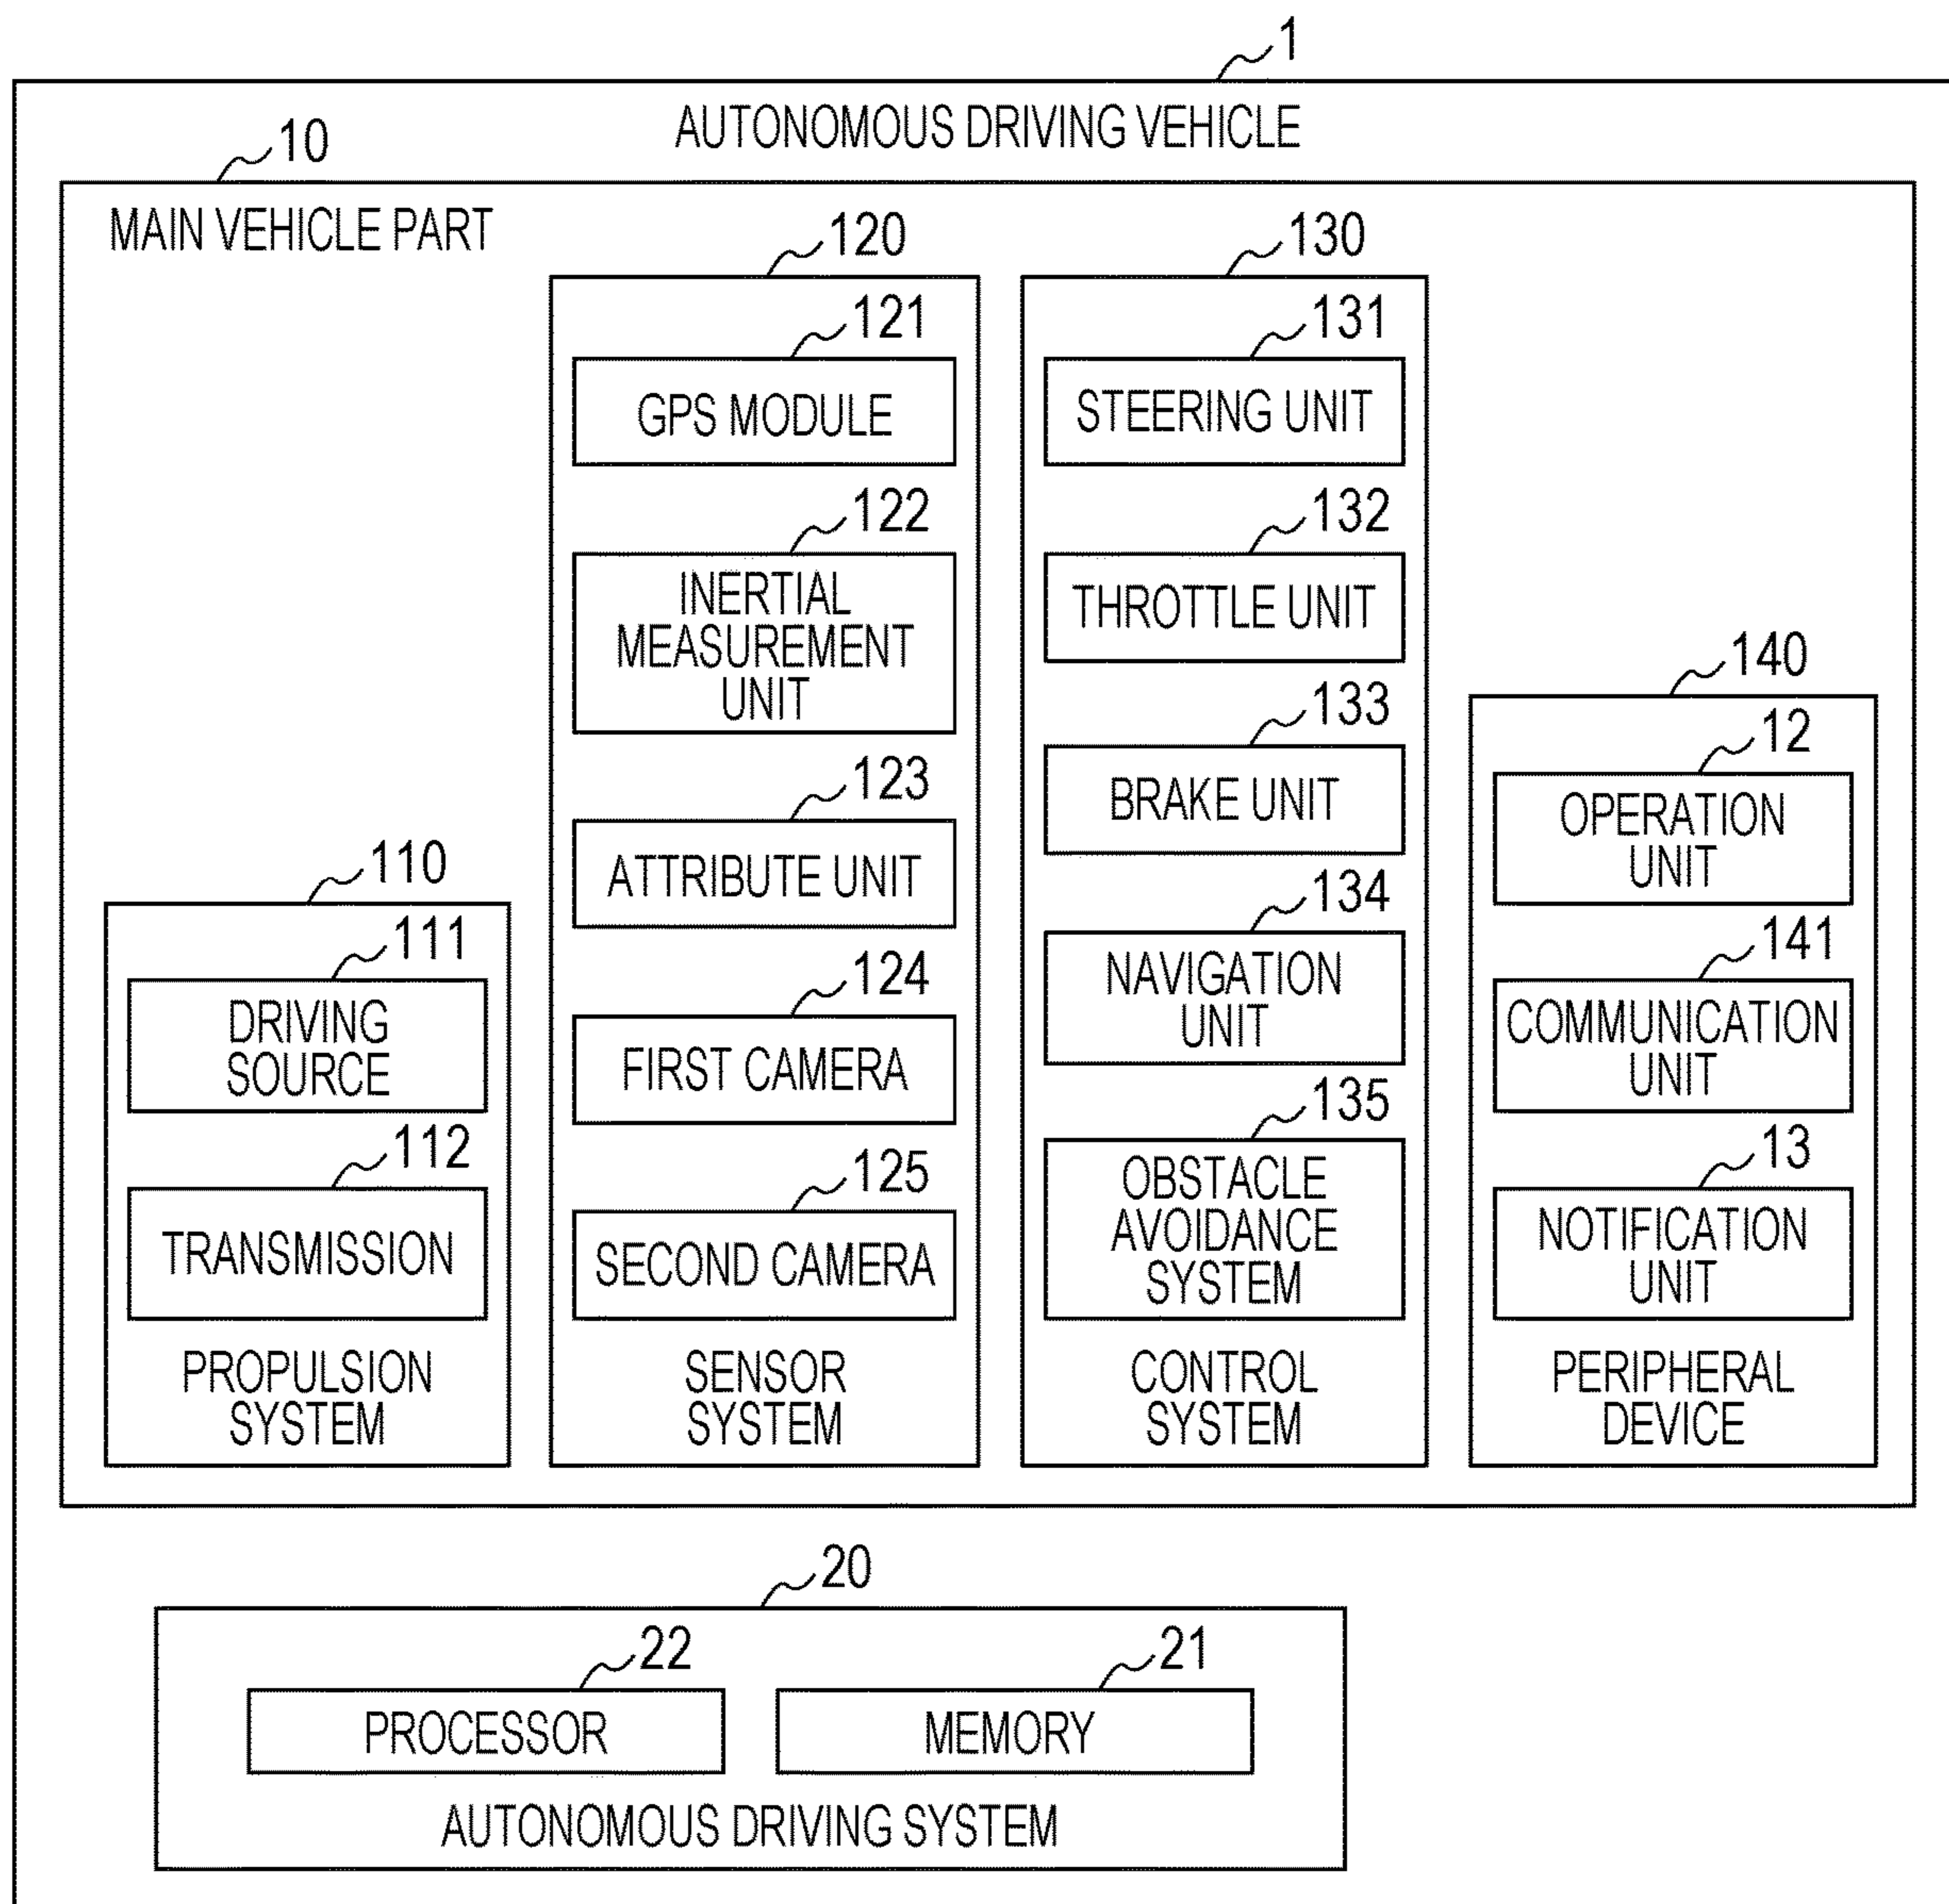 1
AUTONOMOUS DRIVING VEHICLE
10
MAIN VEHICLE PART
110
111
DRIVING
SOURCE
112
TRANSMISSION
PROPULSION
SYSTEM
120
121
GPS MODULE
122
INERTIAL
MEASUREMENT
UNIT
123
ATTRIBUTE UNIT
124
FIRST CAMERA
125
SECOND CAMERA
SENSOR
SYSTEM
130
131
STEERING UNIT
132
THROTTLE UNIT
133
BRAKE UNIT
134
NAVIGATION
UNIT
135
OBSTACLE
AVOIDANCE
SYSTEM
CONTROL
SYSTEM
140
12
OPERATION
UNIT
141
COMMUNICATION
UNIT
13
NOTIFICATION
UNIT
PERIPHERAL
DEVICE
20
22
PROCESSOR
21
MEMORY
AUTONOMOUS DRIVING SYSTEM